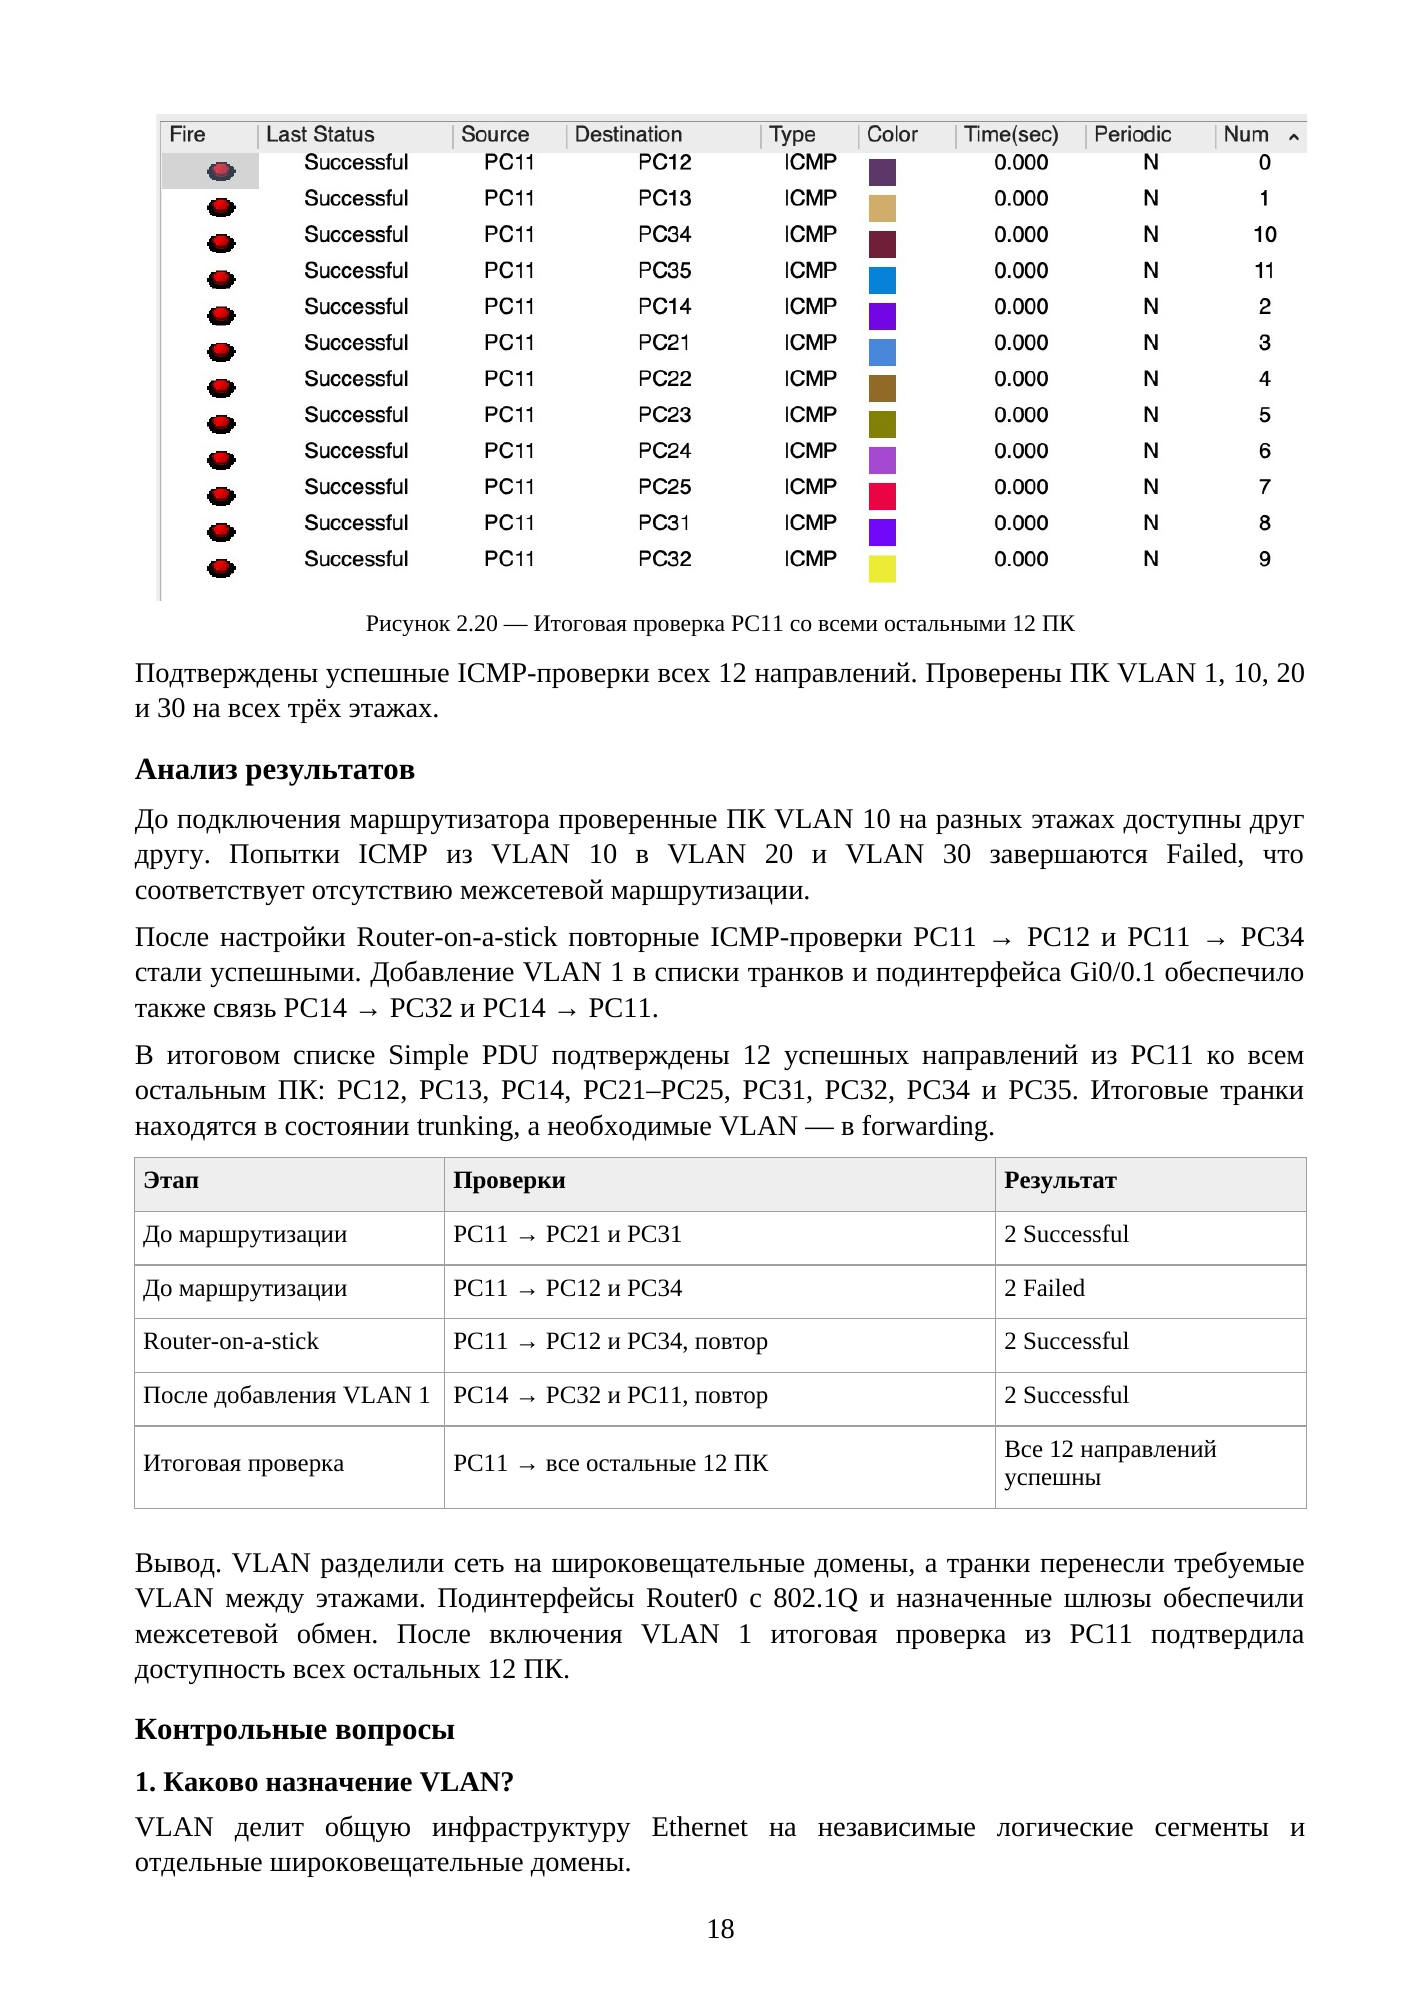 Fire Last Status Source Destination Type Color Time(sec) Periodic Num
Successful PC11 PC12 ICMP 0.000 N 0
Successful PC11 PC13 ICMP 0.000 N 1
Successful PC11 PC34 ICMP 0.000 N 10
Successful PC11 PC35 ICMP 0.000 N 11
Successful PC11 PC14 ICMP 0.000 N 2
Successful PC11 PC21 ICMP 0.000 N 3
Successful PC11 PC22 ICMP 0.000 N 4
Successful PC11 PC23 ICMP 0.000 N 5
Successful PC11 PC24 ICMP 0.000 N 6
Successful PC11 PC25 ICMP 0.000 N 7
Successful PC11 PC31 ICMP 0.000 N 8
Successful PC11 PC32 ICMP 0.000 N 9
Рисунок 2.20 — Итоговая проверка PC11 со всеми остальными 12 ПК
Подтверждены успешные ICMP-проверки всех 12 направлений. Проверены ПК VLAN 1, 10, 20
и 30 на всех трёх этажах.
Анализ результатов
До подключения маршрутизатора проверенные ПК VLAN 10 на разных этажах доступны друг
другу. Попытки ICMP из VLAN 10 в VLAN 20 и VLAN 30 завершаются Failed, что
соответствует отсутствию межсетевой маршрутизации.
После настройки Router-on-a-stick повторные ICMP-проверки PC11 → PC12 и PC11 → PC34
стали успешными. Добавление VLAN 1 в списки транков и подинтерфейса Gi0/0.1 обеспечило
также связь PC14 → PC32 и PC14 → PC11.
В итоговом списке Simple PDU подтверждены 12 успешных направлений из PC11 ко всем
остальным ПК: PC12, PC13, PC14, PC21–PC25, PC31, PC32, PC34 и PC35. Итоговые транки
находятся в состоянии trunking, а необходимые VLAN — в forwarding.
Этап Проверки Результат
До маршрутизации PC11 → PC21 и PC31 2 Successful
До маршрутизации PC11 → PC12 и PC34 2 Failed
Router-on-a-stick PC11 → PC12 и PC34, повтор 2 Successful
После добавления VLAN 1 PC14 → PC32 и PC11, повтор 2 Successful
Итоговая проверка PC11 → все остальные 12 ПК Все 12 направлений
успешны
Вывод. VLAN разделили сеть на широковещательные домены, а транки перенесли требуемые
VLAN между этажами. Подинтерфейсы Router0 с 802.1Q и назначенные шлюзы обеспечили
межсетевой обмен. После включения VLAN 1 итоговая проверка из PC11 подтвердила
доступность всех остальных 12 ПК.
Контрольные вопросы
1. Каково назначение VLAN?
VLAN делит общую инфраструктуру Ethernet на независимые логические сегменты и
отдельные широковещательные домены.
18